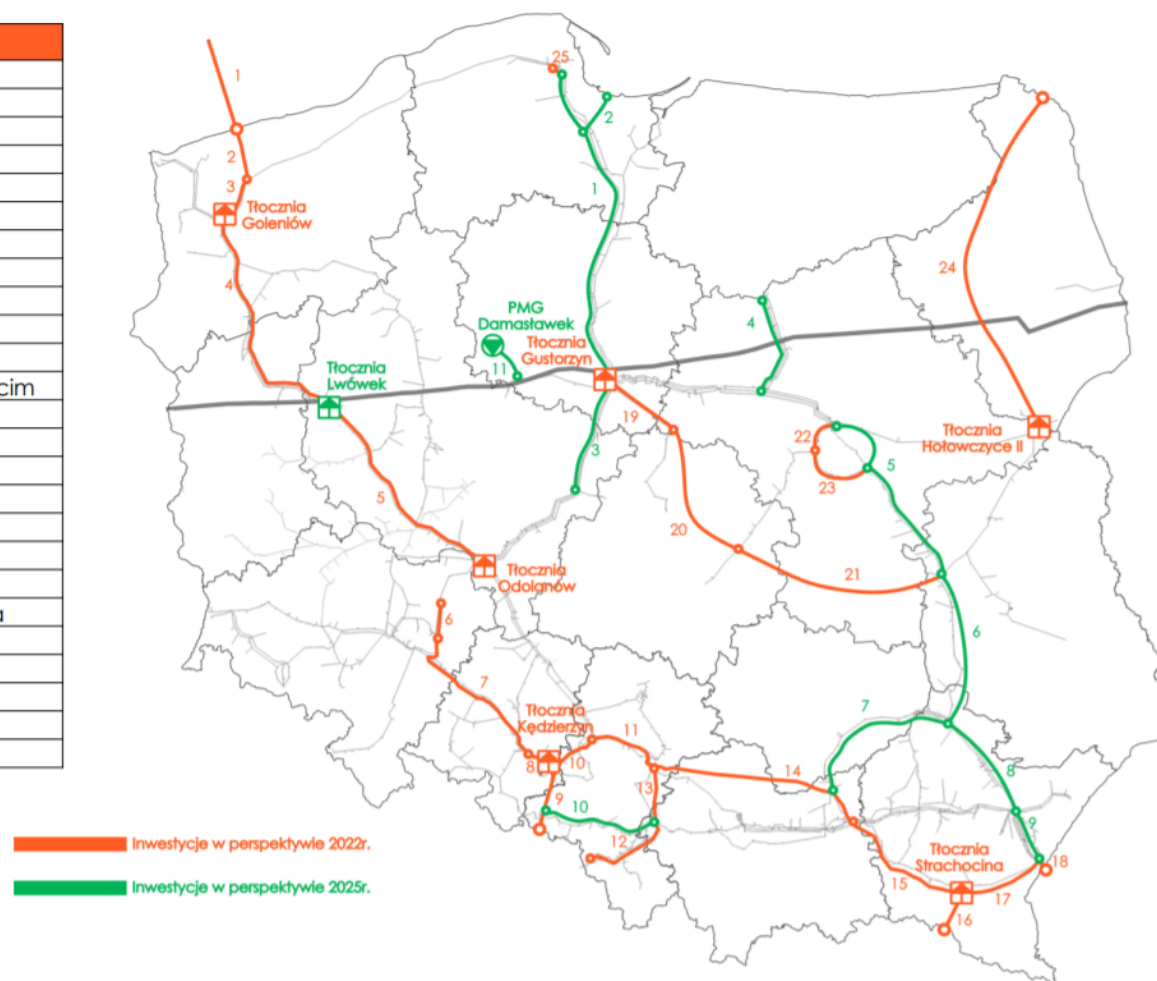 cim
a
25
1
2
2
3
1
Tłocznia
Goleniów
24
4
PMG
Damasławek
4
Tłocznia
Gustorzyn
Tłocznia
Lwówek
11
19
3
22
5
23
Tłocznia
Hołowczyce II
5
20
21
Tłocznia
Odolanów
6
6
7
7
Tłocznia
Kędzierzyn
11
10
8
13
14
8
9
10
9
12
Tłocznia
Strachocina
18
15
17
16
Inwestycje w perspektywie 2022r.
Inwestycje w perspektywie 2025r.